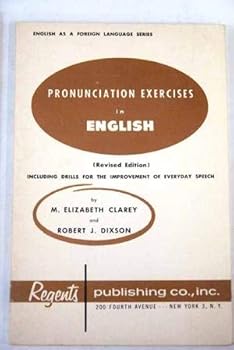 ENGLISH AS A FOREIGN LANGUAGE SERIES
PRONUNCIATION EXERCISES
in
ENGLISH
(Revised Edition)
INCLUDING DRILLS FOR THE IMPROVEMENT OF EVERYDAY SPEECH
by
M. ELIZABETH CLAREY
and
ROBERT J. DIXSON
Regents publishing co., inc.
200 FOURTH AVENUE ... NEW YORK 3, N. Y.